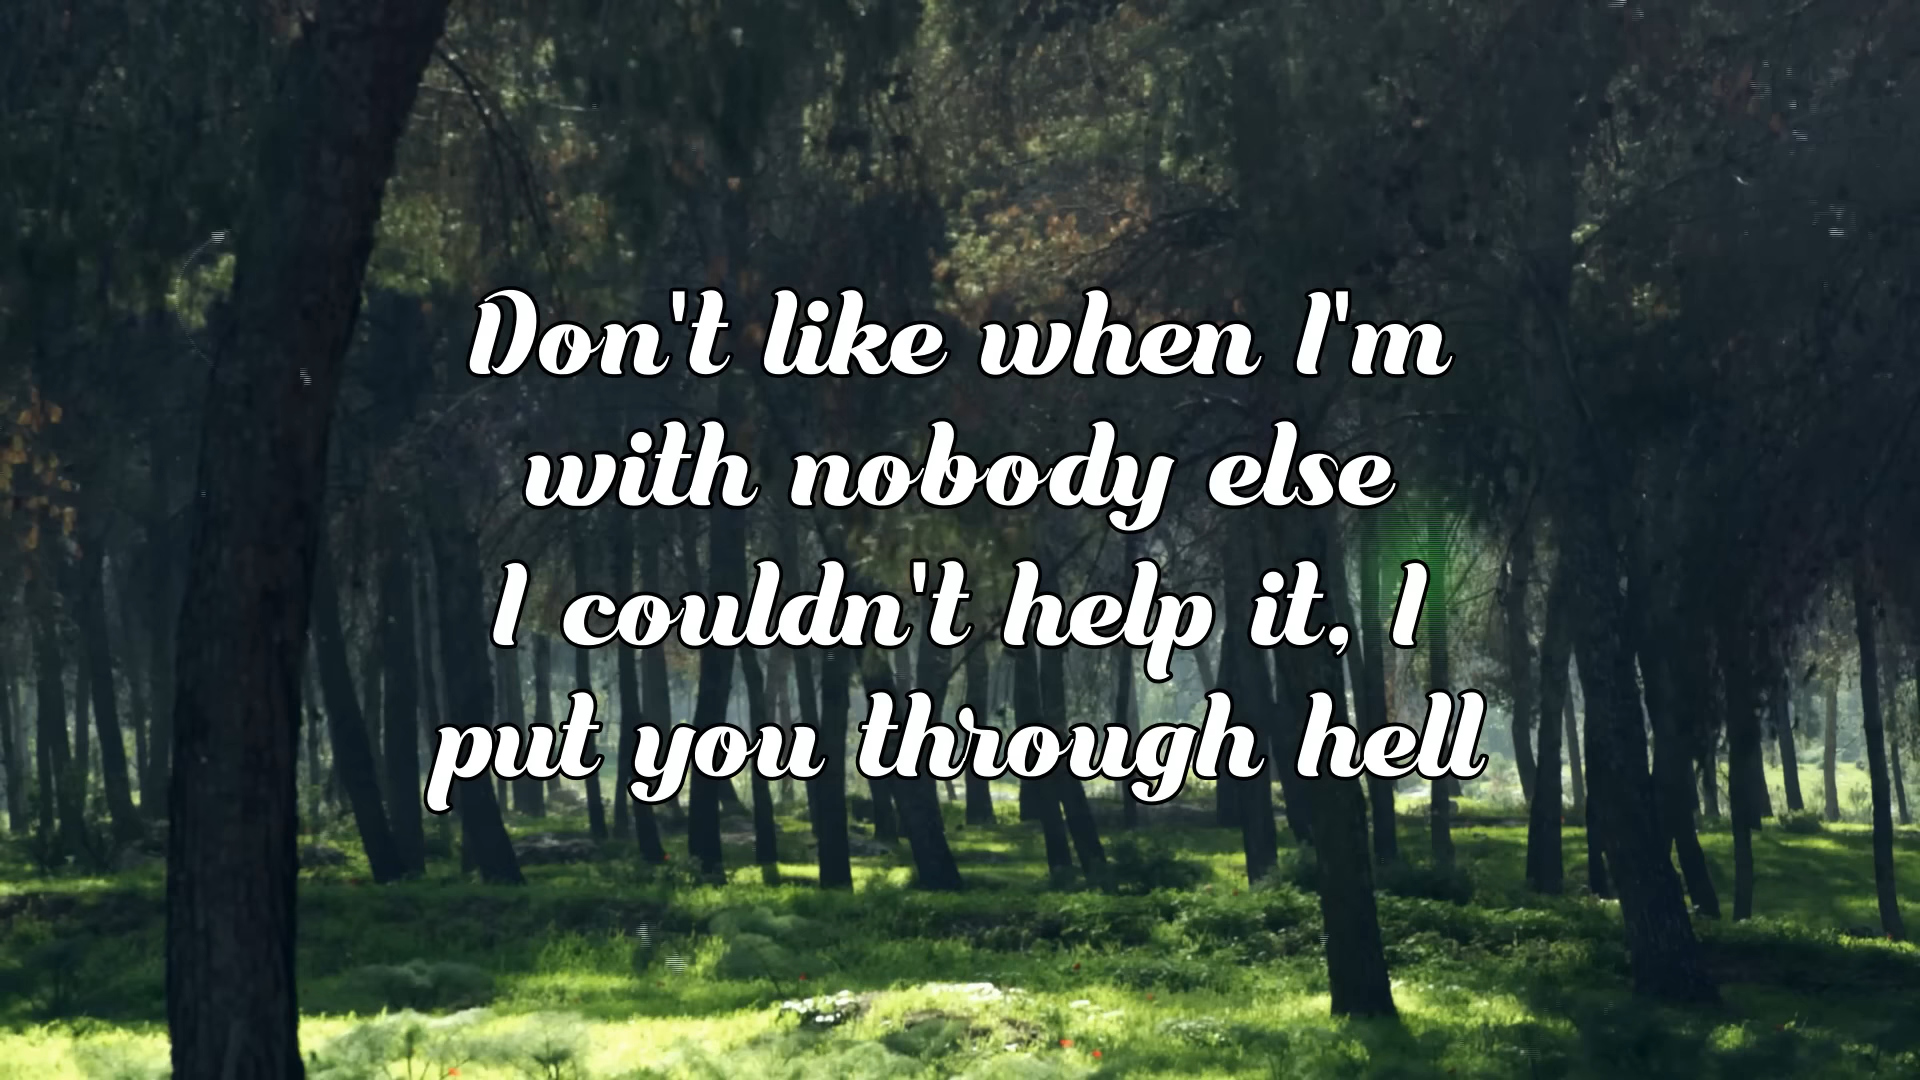 Don't like when I'm
with nobody else
I couldn't help it, I
put you through hell